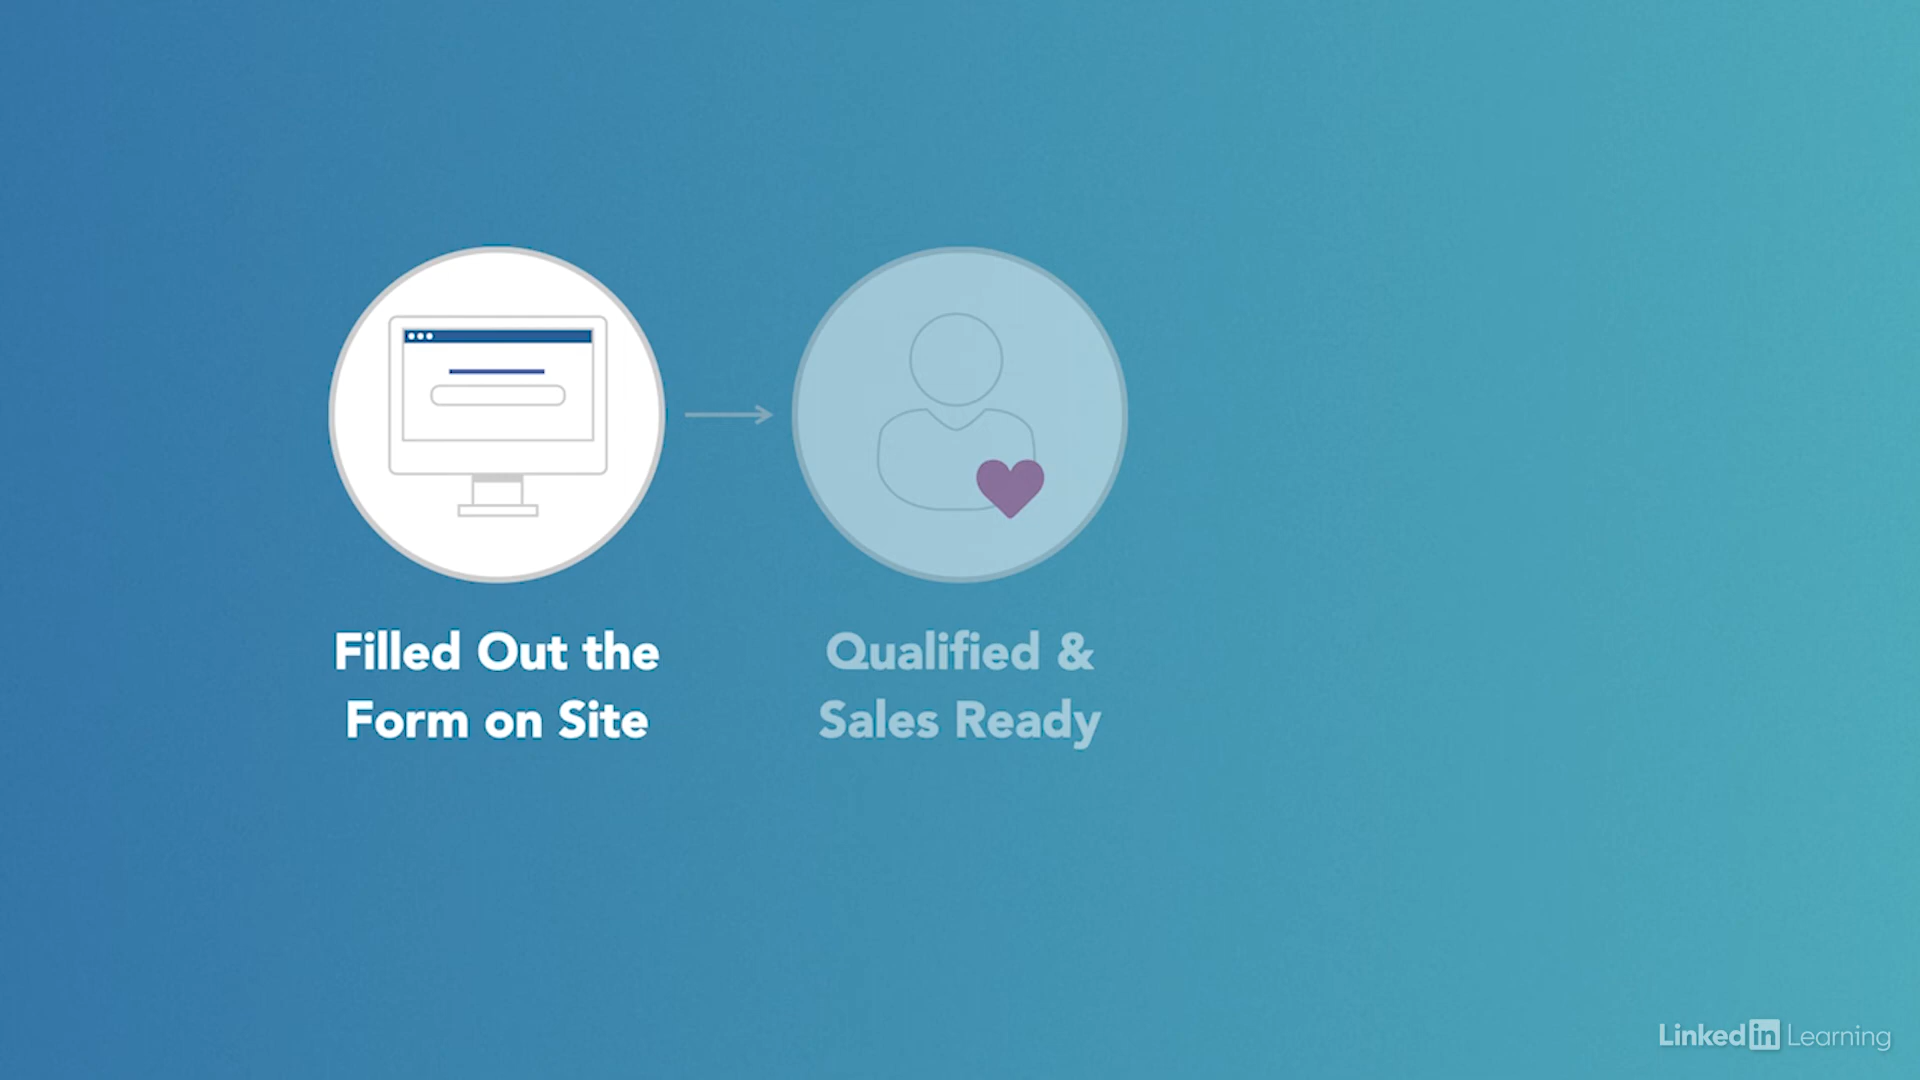 Filled Out the
Form on Site
Qualified &
Sales Ready
LinkedIn Learning